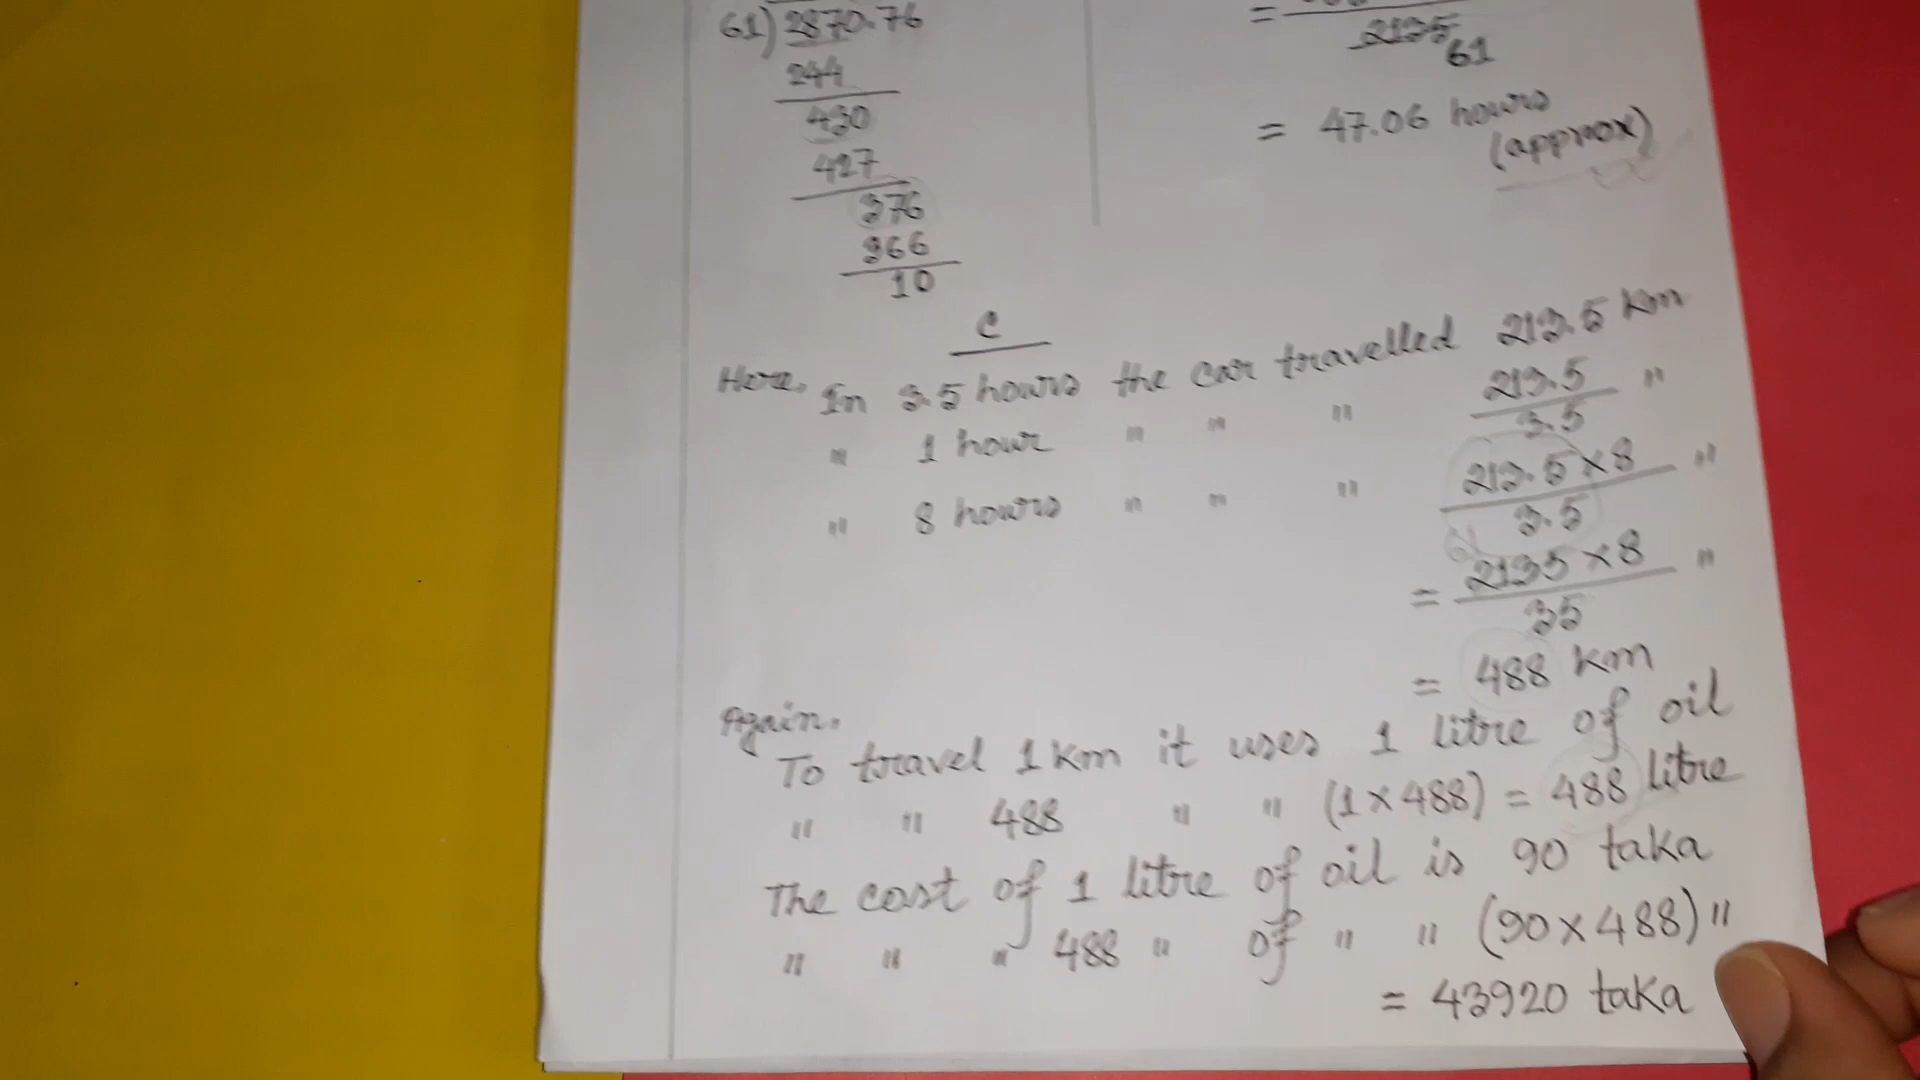 61)2870.76
244
430
427
376
366
10
=
2135
61
= 47.06 hours
(approx)
C
Here, In 3.5 hours the car travelled 213.5 km
" 1 hour " " " 213.5/3.5 "
" 8 hours " " " 213.5×8/3.5 "
= 2135×8/35 "
= 488 km
Again,
To travel 1 km it uses 1 litre of oil
" " 488 " " (1×488) = 488 litre
The cost of 1 litre of oil is 90 taka
" " " 488 " of " " (90×488) "
= 43920 taka